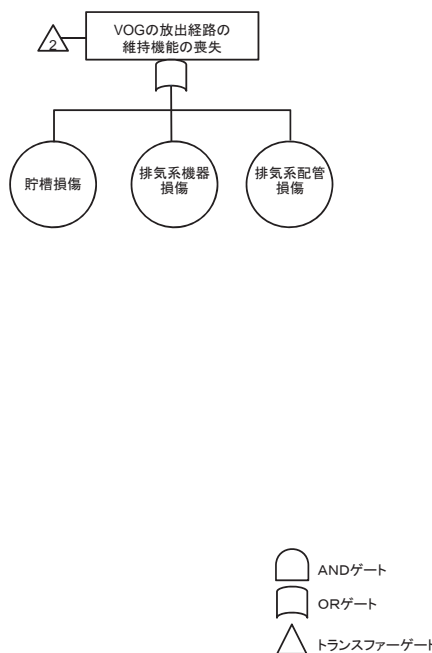 VOGの放出経路の
維持機能の喪失
2
貯槽損傷
排気系機器
損傷
排気系配管
損傷
ANDゲート
ORゲート
トランスファーゲート